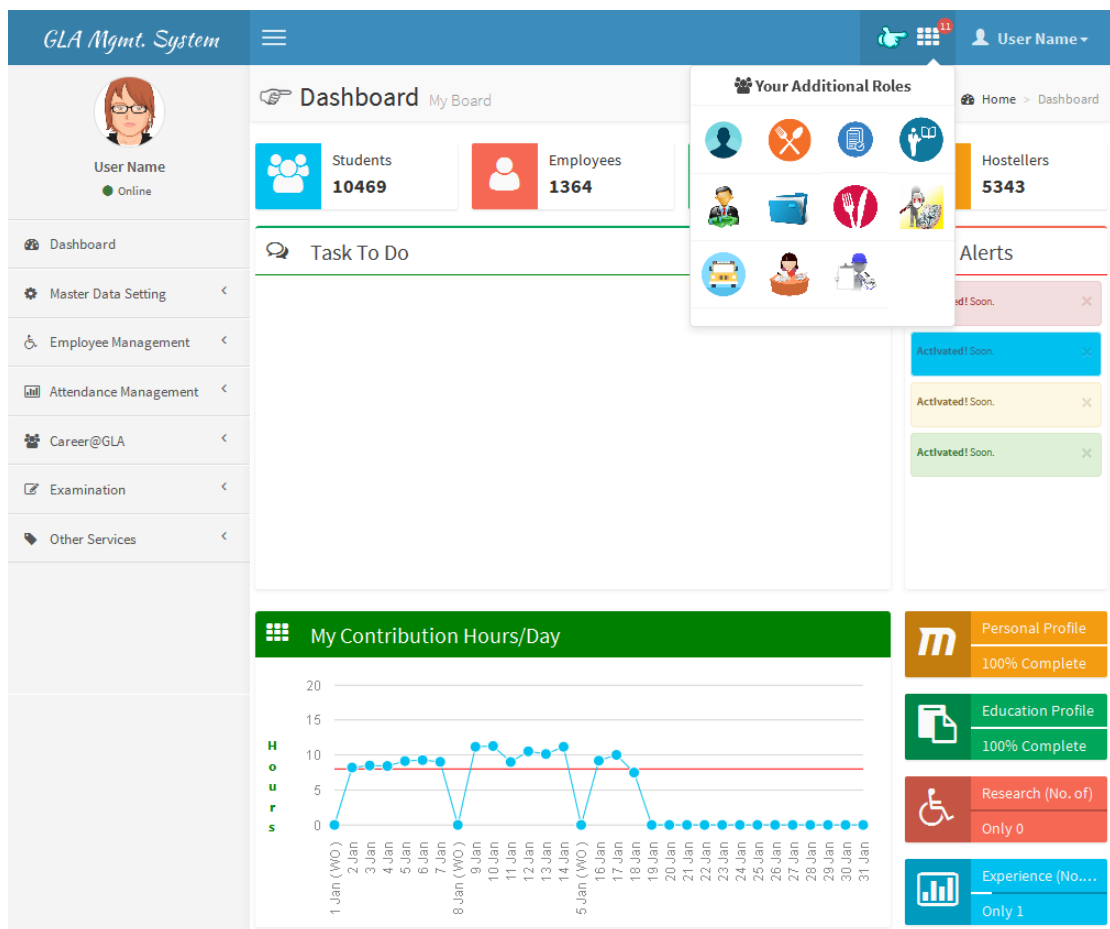 GLA Mgmt. System
11
User Name
User Name
Online
Dashboard
Master Data Setting
Employee Management
Attendance Management
Career@GLA
Examination
Other Services
Dashboard My Board
Home > Dashboard
Your Additional Roles
Students
10469
Employees
1364
Hostellers
5343
Task To Do
Alerts
ed! Soon.
Activated! Soon.
Activated! Soon.
Activated! Soon.
My Contribution Hours/Day
Hours
20
15
10
5
0
1 Jan ( WO )
2 Jan
3 Jan
4 Jan
5 Jan
6 Jan
7 Jan
8 Jan ( WO )
9 Jan
10 Jan
11 Jan
12 Jan
13 Jan
14 Jan
5 Jan ( WO )
16 Jan
17 Jan
18 Jan
19 Jan
20 Jan
21 Jan
22 Jan
23 Jan
24 Jan
25 Jan
26 Jan
27 Jan
28 Jan
29 Jan
30 Jan
31 Jan
Personal Profile
100% Complete
Education Profile
100% Complete
Research (No. of)
Only 0
Experience (No....
Only 1